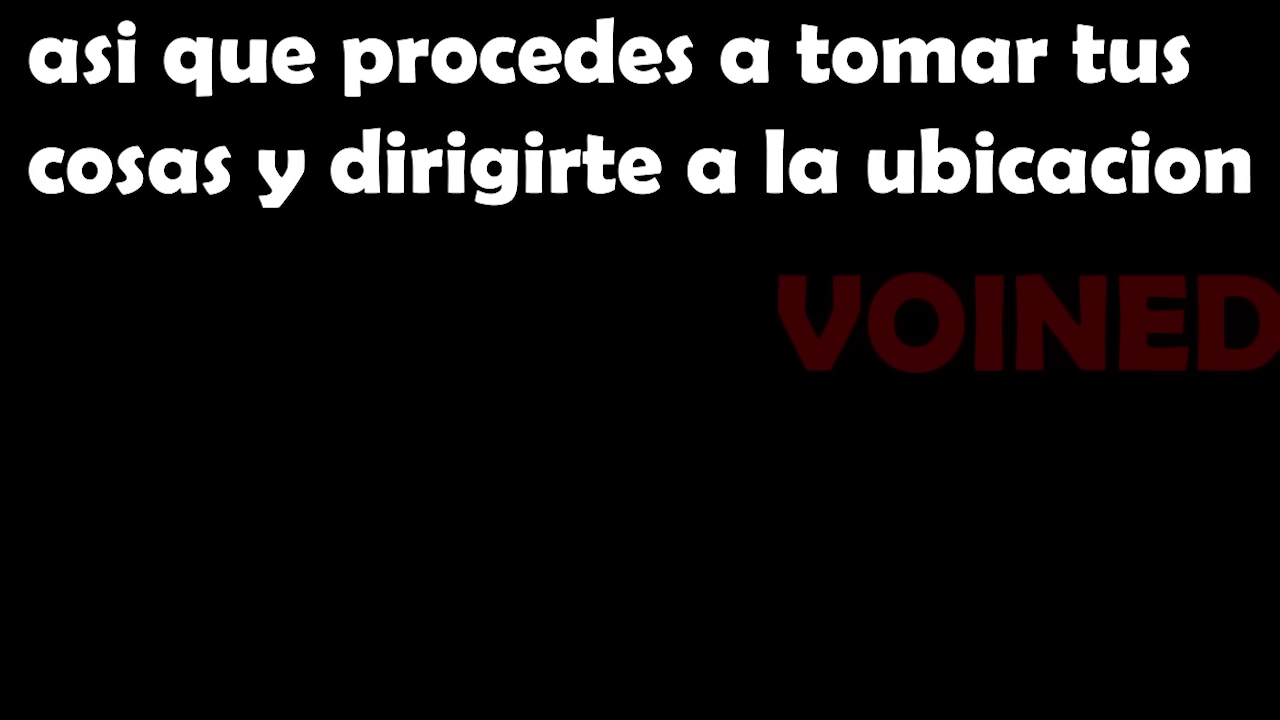 asi que procedes a tomar tus
cosas y dirigirte a la ubicacion
VOINED